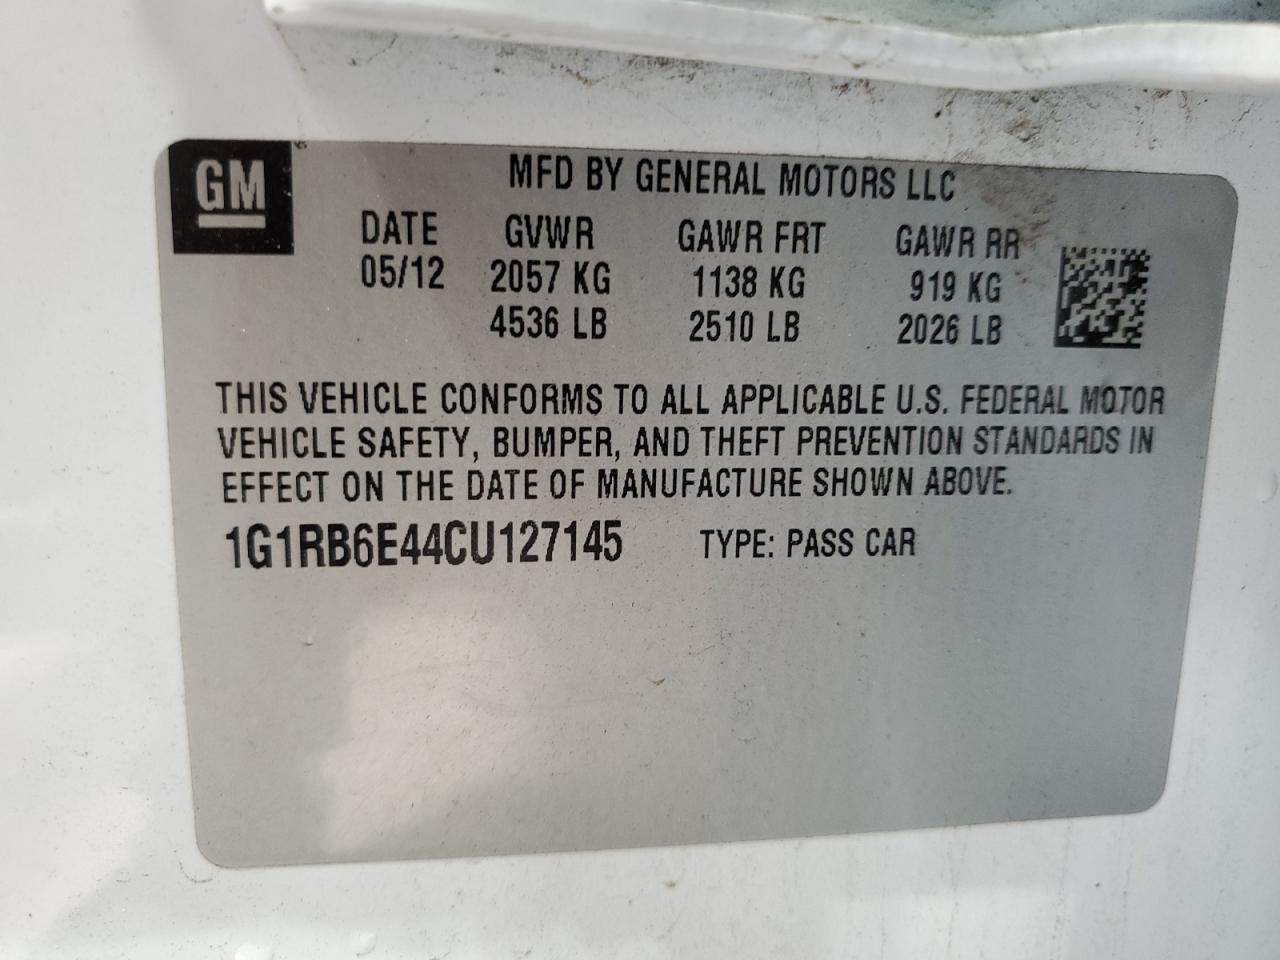 GM
MFD BY GENERAL MOTORS LLC
DATE GVWR GAWR FRT GAWR RR
05/12 2057 KG 1138 KG 919 KG
4536 LB 2510 LB 2026 LB
THIS VEHICLE CONFORMS TO ALL APPLICABLE U.S. FEDERAL MOTOR
VEHICLE SAFETY, BUMPER, AND THEFT PREVENTION STANDARDS IN
EFFECT ON THE DATE OF MANUFACTURE SHOWN ABOVE.
1G1RB6E44CU127145 TYPE: PASS CAR